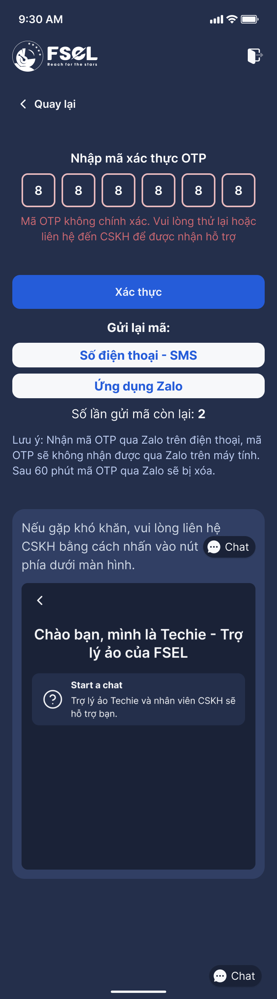 9:30 AM
FSEL
Reach for the stars
Quay lại
Nhập mã xác thực OTP
8 8 8 8 8 8
Mã OTP không chính xác. Vui lòng thử lại hoặc
liên hệ đến CSKH để được nhận hỗ trợ
Xác thực
Gửi lại mã:
Số điện thoại - SMS
Ứng dụng Zalo
Số lần gửi mã còn lại: 2
Lưu ý: Nhận mã OTP qua Zalo trên điện thoại, mã
OTP sẽ không nhận được qua Zalo trên máy tính.
Sau 60 phút mã OTP qua Zalo sẽ bị xóa.
Nếu gặp khó khăn, vui lòng liên hệ
CSKH bằng cách nhấn vào nút Chat
phía dưới màn hình.
Chào bạn, mình là Techie - Trợ
lý ảo của FSEL
Start a chat
Trợ lý ảo Techie và nhân viên CSKH sẽ
hỗ trợ bạn.
Chat